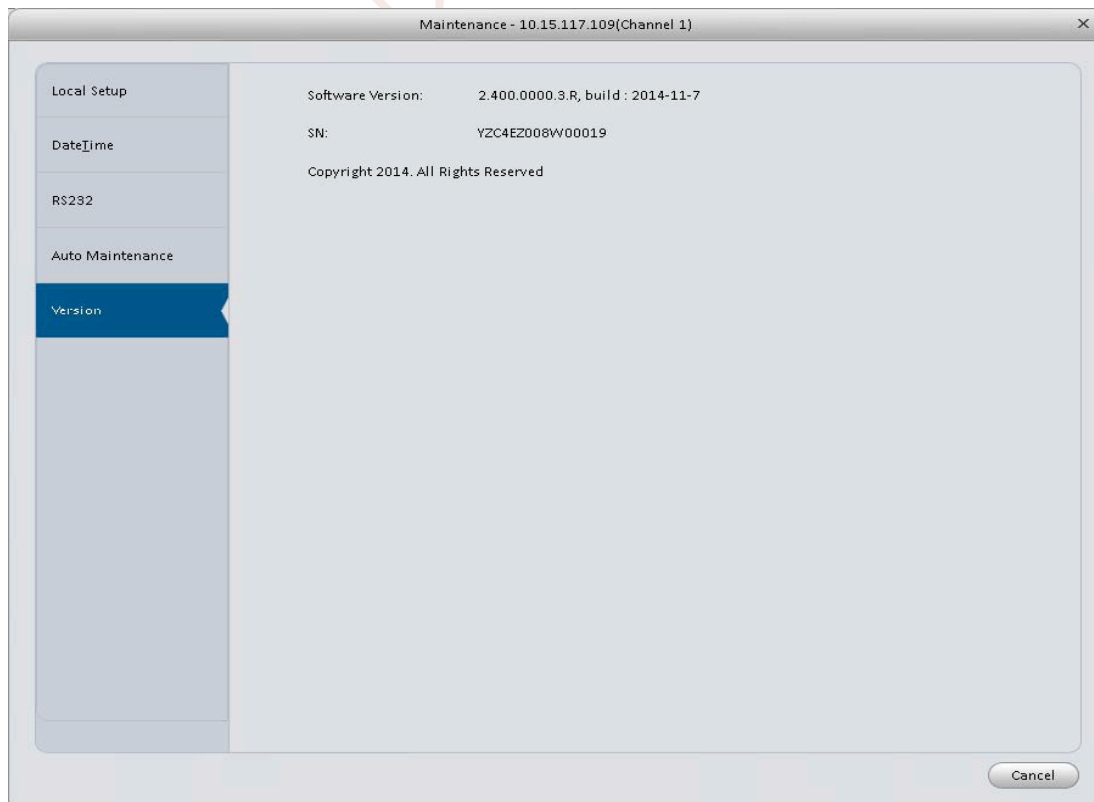 Maintenance - 10.15.117.109(Channel 1)
Local Setup
DateTime
RS232
Auto Maintenance
Version
Software Version: 2.400.0000.3.R, build : 2014-11-7
SN: YZC4EZ008W00019
Copyright 2014. All Rights Reserved
Cancel